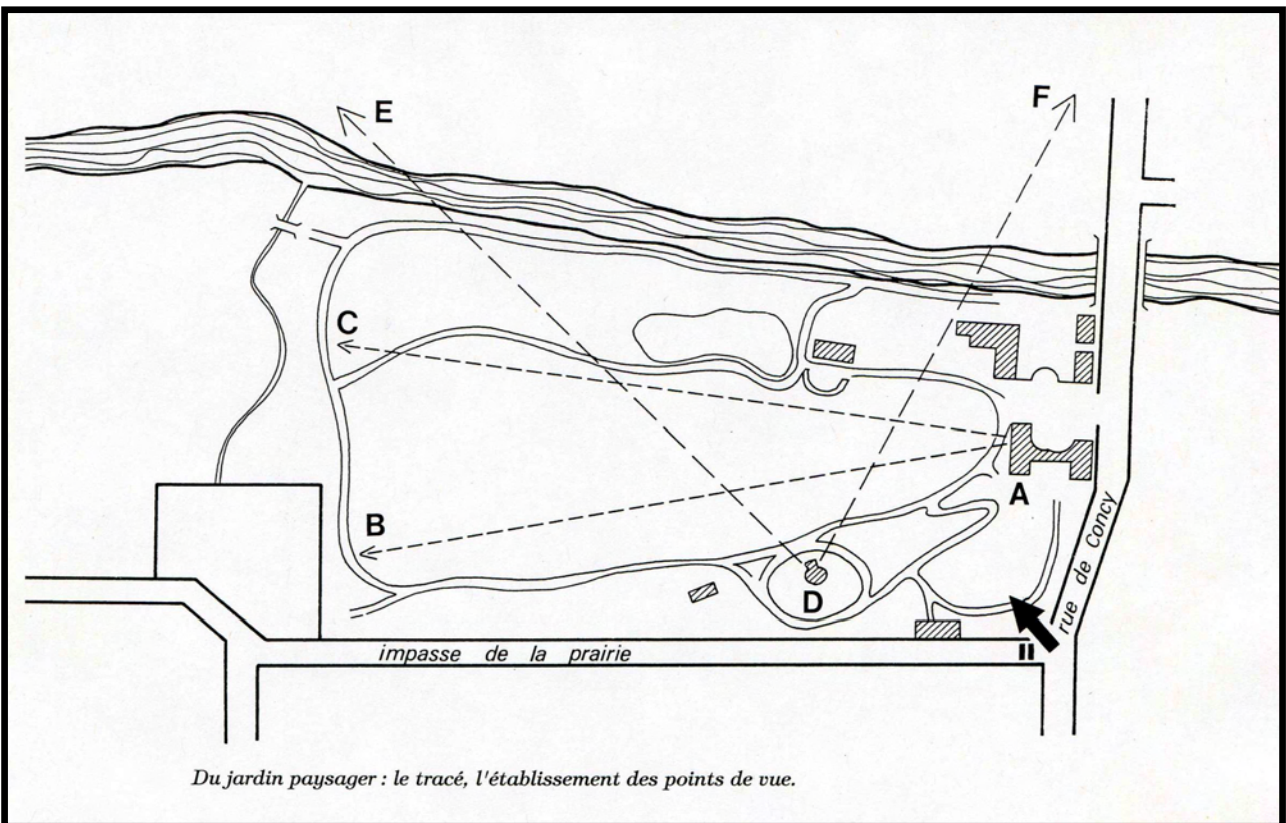 E
F
C
A
B
D
rue de Concy
impasse de la prairie
Du jardin paysager : le tracé, l'établissement des points de vue.